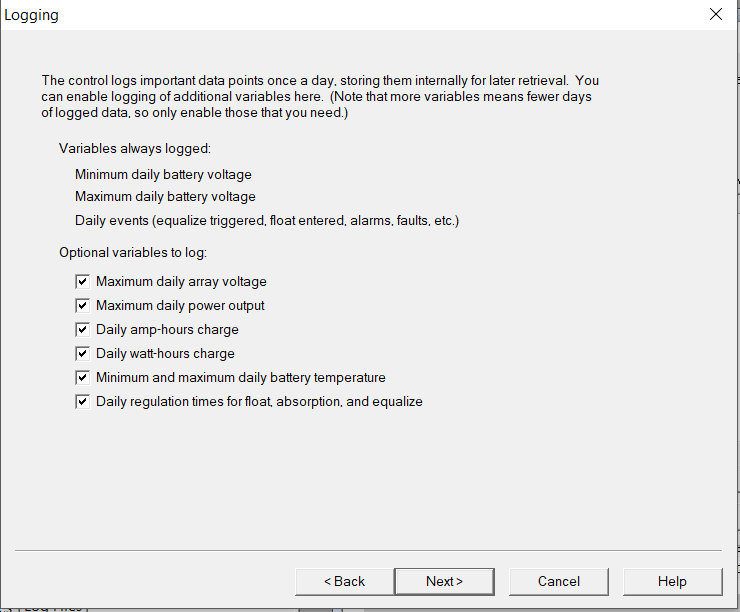 Logging
The control logs important data points once a day, storing them internally for later retrieval.  You
can enable logging of additional variables here.  (Note that more variables means fewer days
of logged data, so only enable those that you need.)
Variables always logged:
Minimum daily battery voltage
Maximum daily battery voltage
Daily events (equalize triggered, float entered, alarms, faults, etc.)
Optional variables to log:
Maximum daily array voltage
Maximum daily power output
Daily amp-hours charge
Daily watt-hours charge
Minimum and maximum daily battery temperature
Daily regulation times for float, absorption, and equalize
< Back
Next >
Cancel
Help